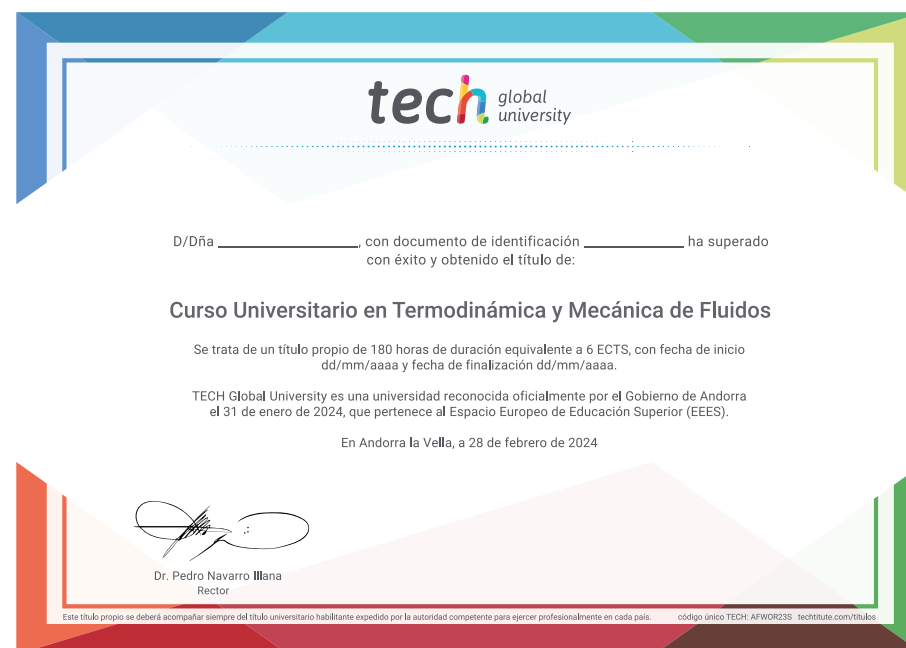 tech global university
D/Dña ____________________, con documento de identificación ______________ ha superado
con éxito y obtenido el título de:
Curso Universitario en Termodinámica y Mecánica de Fluidos
Se trata de un título propio de 180 horas de duración equivalente a 6 ECTS, con fecha de inicio
dd/mm/aaaa y fecha de finalización dd/mm/aaaa.
TECH Global University es una universidad reconocida oficialmente por el Gobierno de Andorra
el 31 de enero de 2024, que pertenece al Espacio Europeo de Educación Superior (EEES).
En Andorra la Vella, a 28 de febrero de 2024
Dr. Pedro Navarro Illana
Rector
Este título propio se deberá acompañar siempre del título universitario habilitante expedido por la autoridad competente para ejercer profesionalmente en cada país. código único TECH: AFWOR23S techtitute.com/titulos